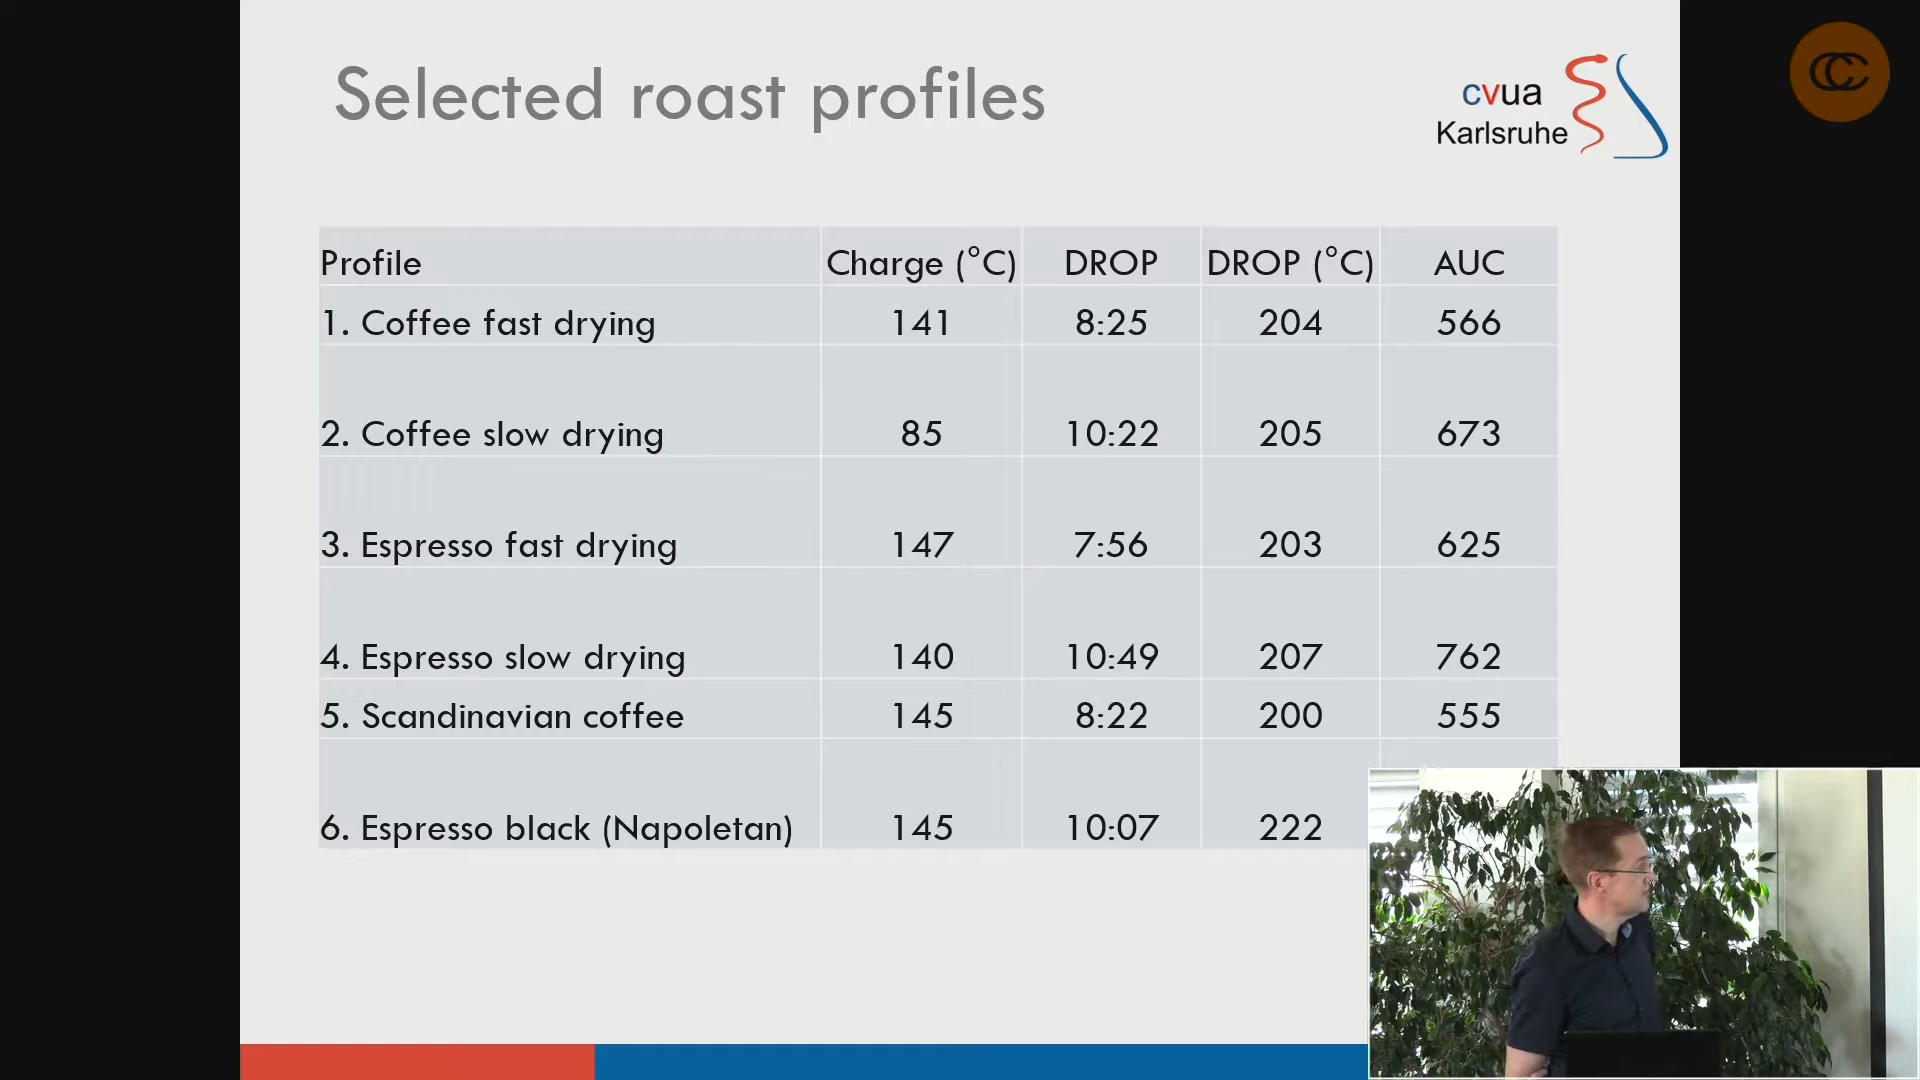 Selected roast profiles
cvua
Karlsruhe
Profile Charge (°C) DROP DROP (°C) AUC
1. Coffee fast drying 141 8:25 204 566
2. Coffee slow drying 85 10:22 205 673
3. Espresso fast drying 147 7:56 203 625
4. Espresso slow drying 140 10:49 207 762
5. Scandinavian coffee 145 8:22 200 555
6. Espresso black (Napoletan) 145 10:07 222